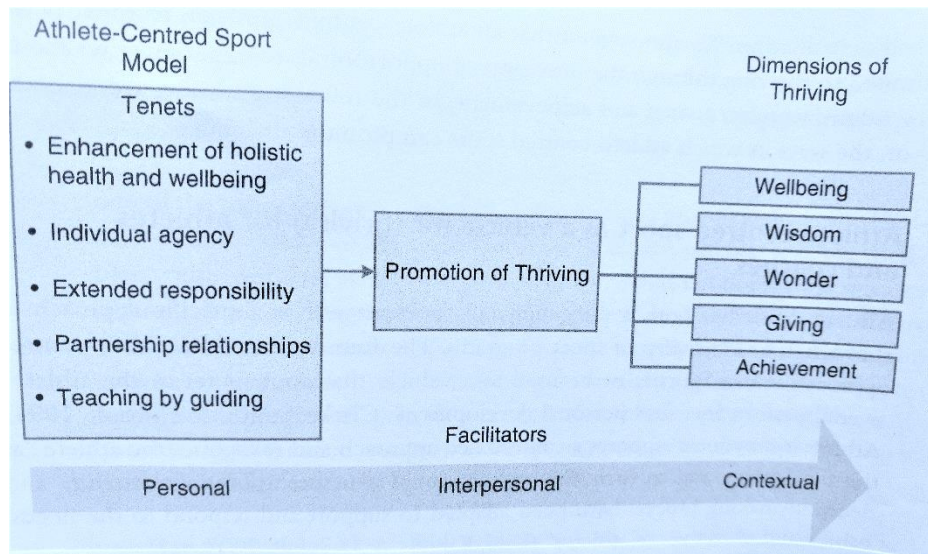 Athlete-Centred Sport
Model
Tenets
• Enhancement of holistic
health and wellbeing
• Individual agency
• Extended responsibility
• Partnership relationships
• Teaching by guiding
Promotion of Thriving
Dimensions of
Thriving
Wellbeing
Wisdom
Wonder
Giving
Achievement
Facilitators
Personal
Interpersonal
Contextual